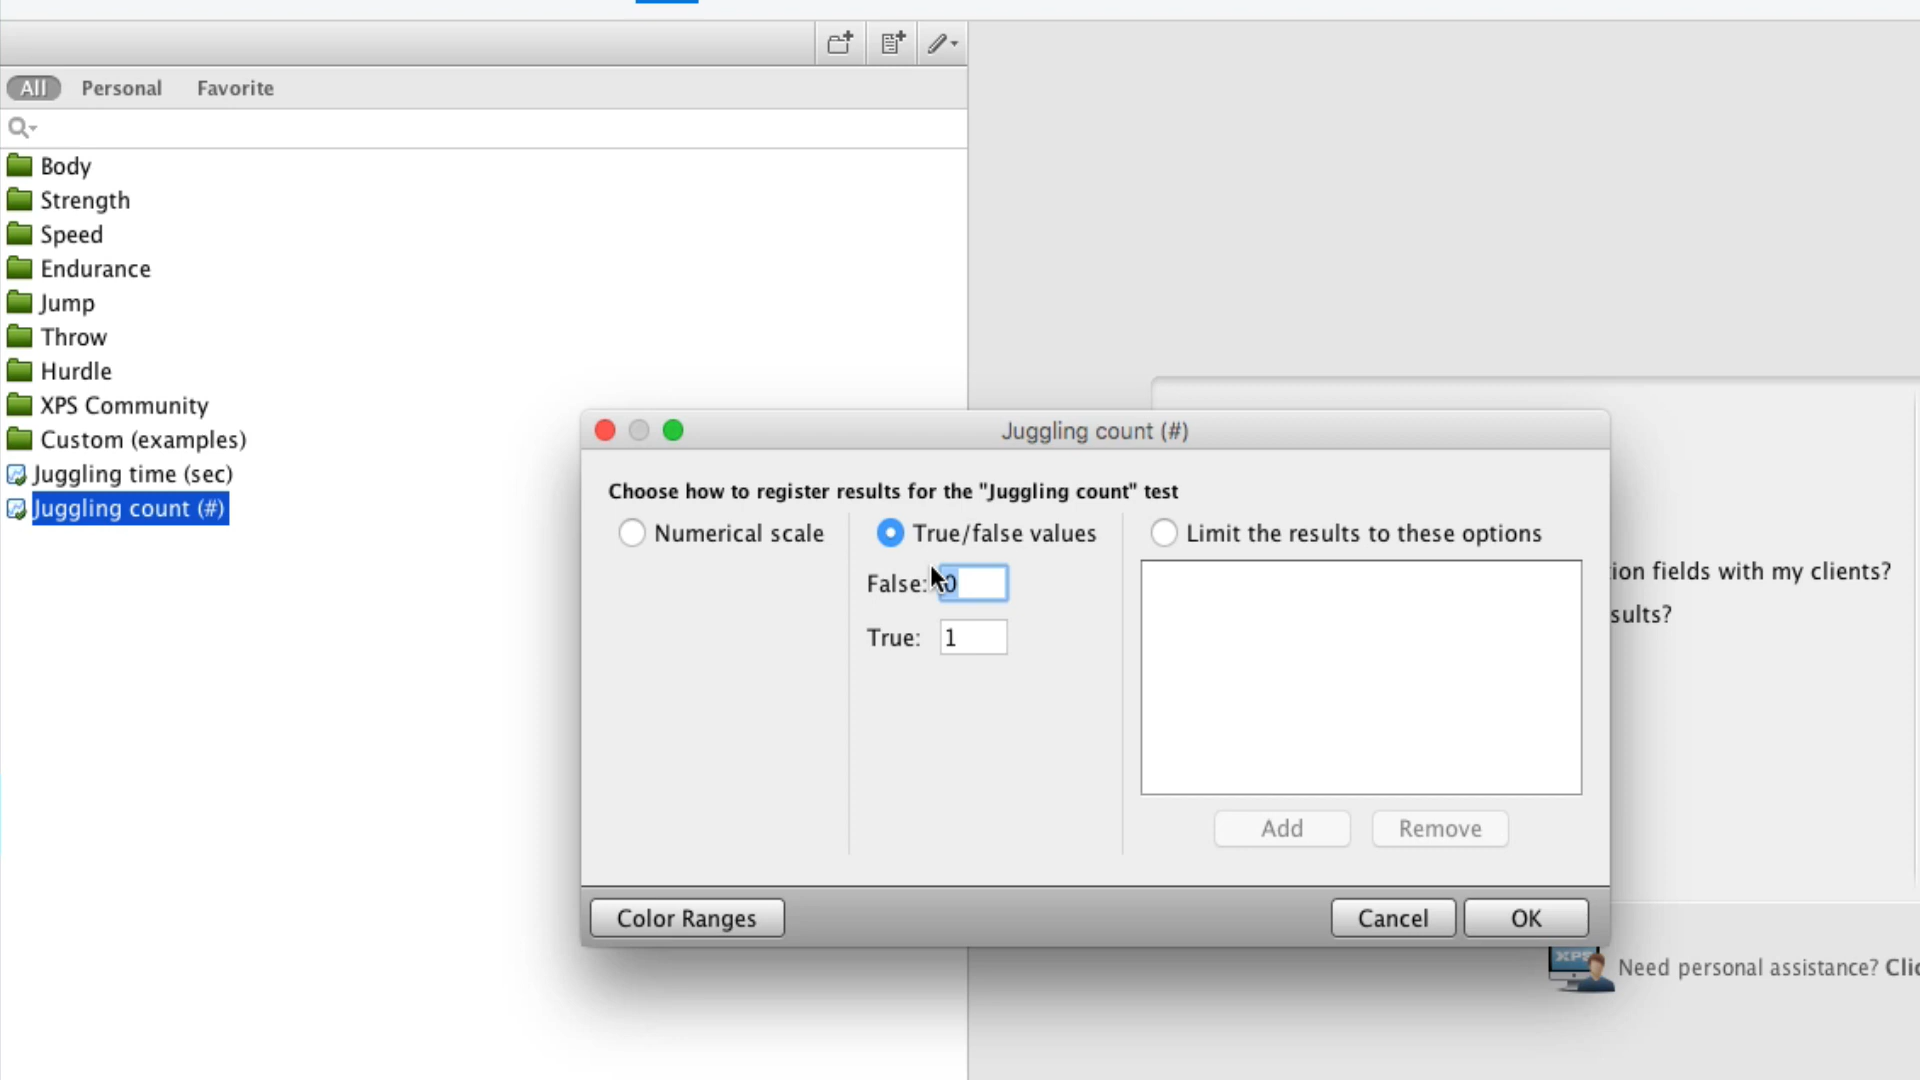 All Personal Favorite
Body
Strength
Speed
Endurance
Jump
Throw
Hurdle
XPS Community
Custom (examples)
Juggling time (sec)
Juggling count (#)
Juggling count (#)
Choose how to register results for the "Juggling count" test
Numerical scale
True/false values
False: 0
True: 1
Limit the results to these options
Add Remove
Color Ranges Cancel OK
fields with my clients?
XPS
Need personal assistance?